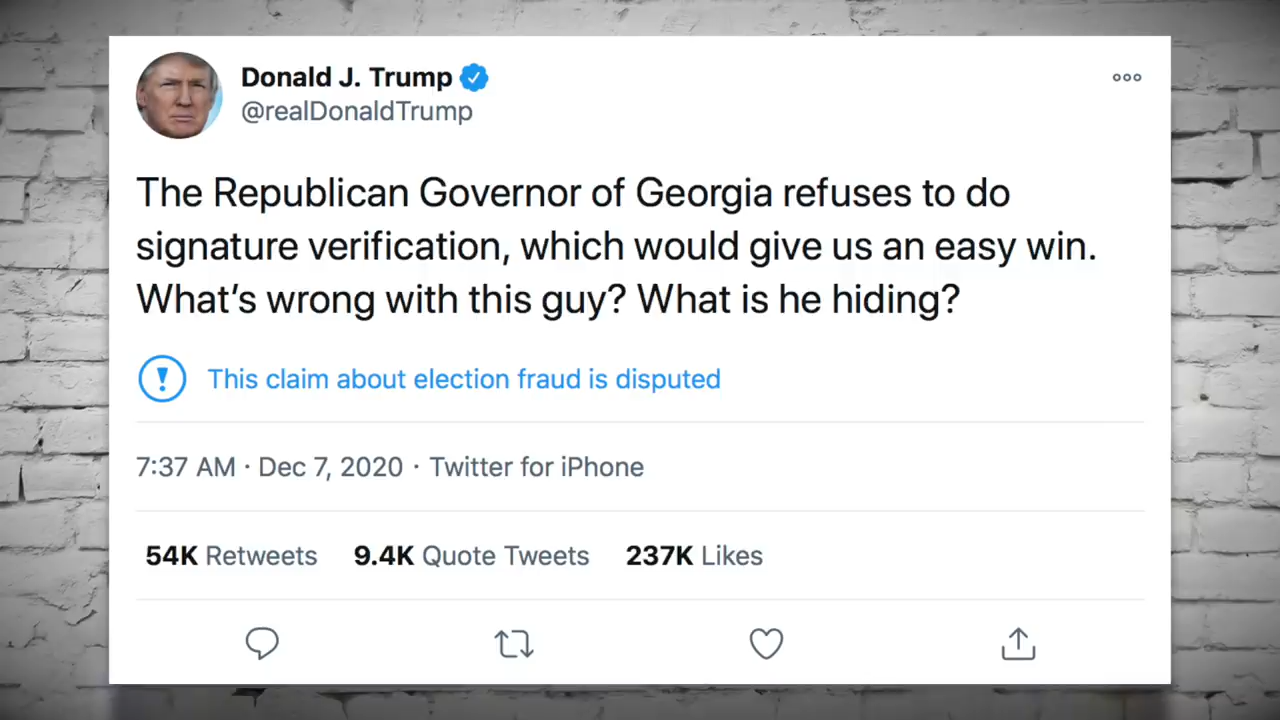 Donald J. Trump
@realDonaldTrump
The Republican Governor of Georgia refuses to do
signature verification, which would give us an easy win.
What's wrong with this guy? What is he hiding?
This claim about election fraud is disputed
7:37 AM · Dec 7, 2020 · Twitter for iPhone
54K Retweets 9.4K Quote Tweets 237K Likes